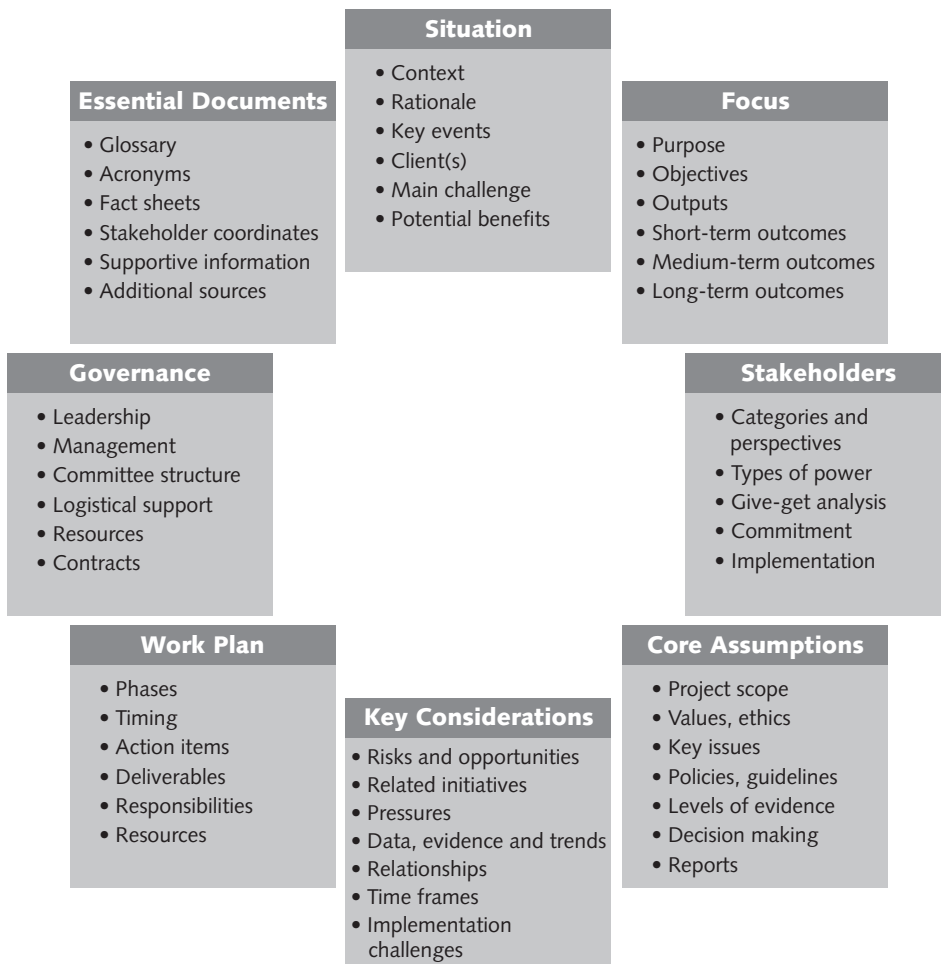 Situation
• Context
• Rationale
• Key events
• Client(s)
• Main challenge
• Potential benefits
Essential Documents
• Glossary
• Acronyms
• Fact sheets
• Stakeholder coordinates
• Supportive information
• Additional sources
Focus
• Purpose
• Objectives
• Outputs
• Short-term outcomes
• Medium-term outcomes
• Long-term outcomes
Governance
• Leadership
• Management
• Committee structure
• Logistical support
• Resources
• Contracts
Stakeholders
• Categories and
perspectives
• Types of power
• Give-get analysis
• Commitment
• Implementation
Work Plan
• Phases
• Timing
• Action items
• Deliverables
• Responsibilities
• Resources
Key Considerations
• Risks and opportunities
• Related initiatives
• Pressures
• Data, evidence and trends
• Relationships
• Time frames
• Implementation
challenges
Core Assumptions
• Project scope
• Values, ethics
• Key issues
• Policies, guidelines
• Levels of evidence
• Decision making
• Reports